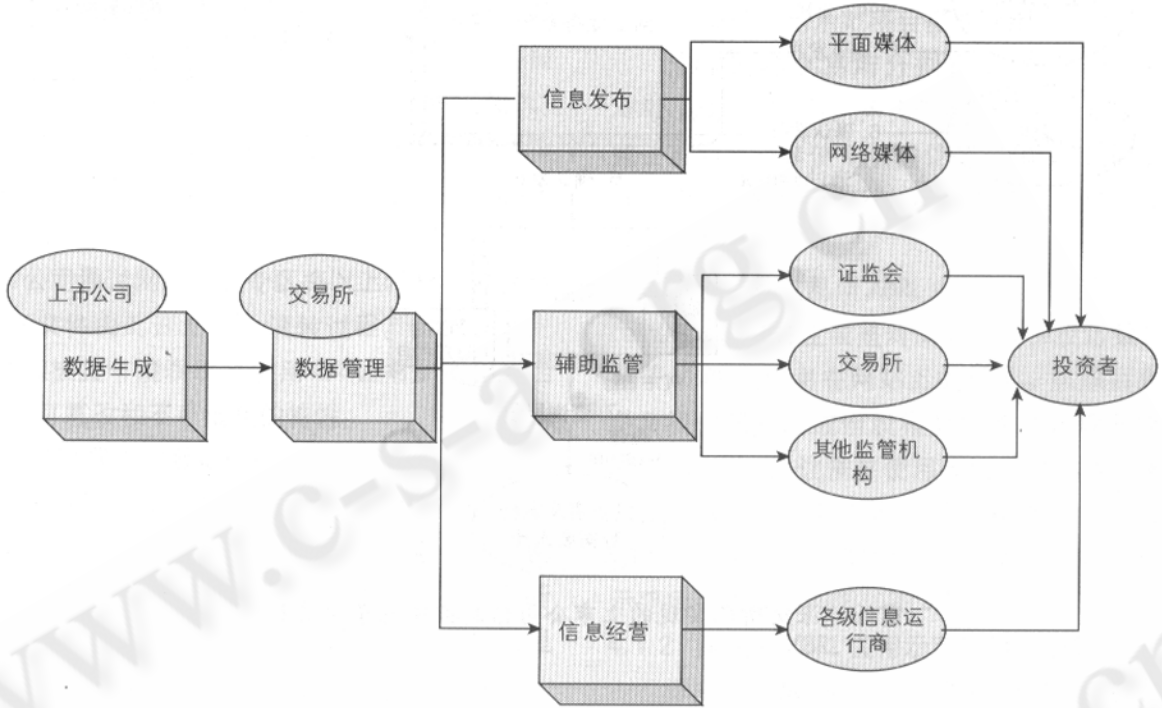 平面媒体
信息发布
网络媒体
证监会
上市公司
交易所
数据生成
数据管理
辅助监管
交易所
投资者
其他监管机
构
信息经营
各级信息运
行商
www.c-s-a.org.cn